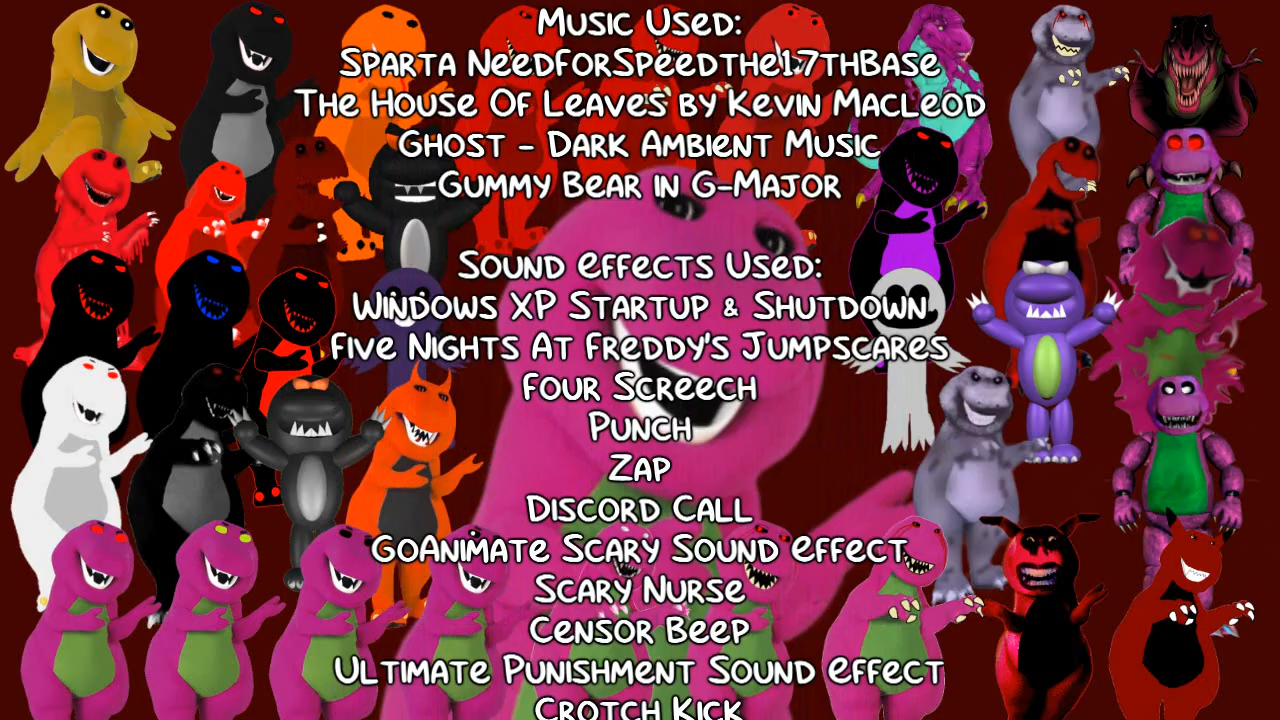 Music Used:
Sparta NeedForSpeedThe17thBase
The House Of Leaves by Kevin MacLeod
Ghost - Dark Ambient Music
Gummy Bear in G-Major
Sound Effects Used:
Windows XP Startup & Shutdown
Five Nights At Freddy's Jumpscares
Four Screech
Punch
Zap
Discord Call
GoAnimate Scary Sound Effect
Scary Nurse
Censor Beep
Ultimate Punishment Sound Effect
Crotch Kick